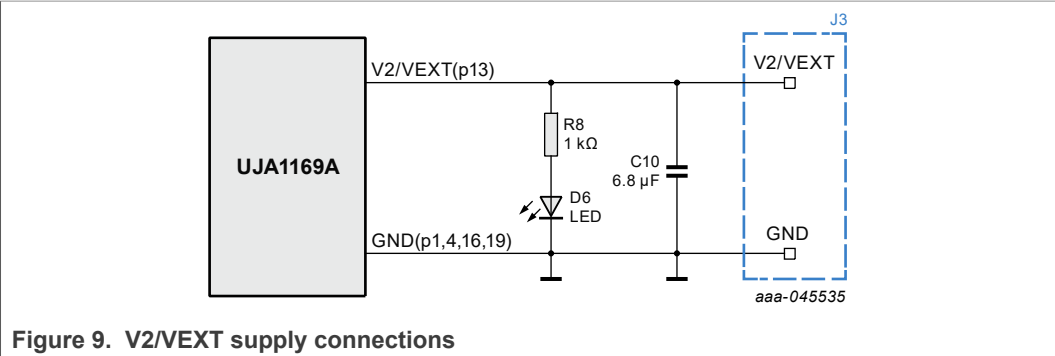 J3
V2/VEXT(p13)
V2/VEXT
R8
1 kΩ
UJA1169A
C10
6.8 µF
D6
LED
GND(p1,4,16,19)
GND
aaa-045535
Figure 9. V2/VEXT supply connections